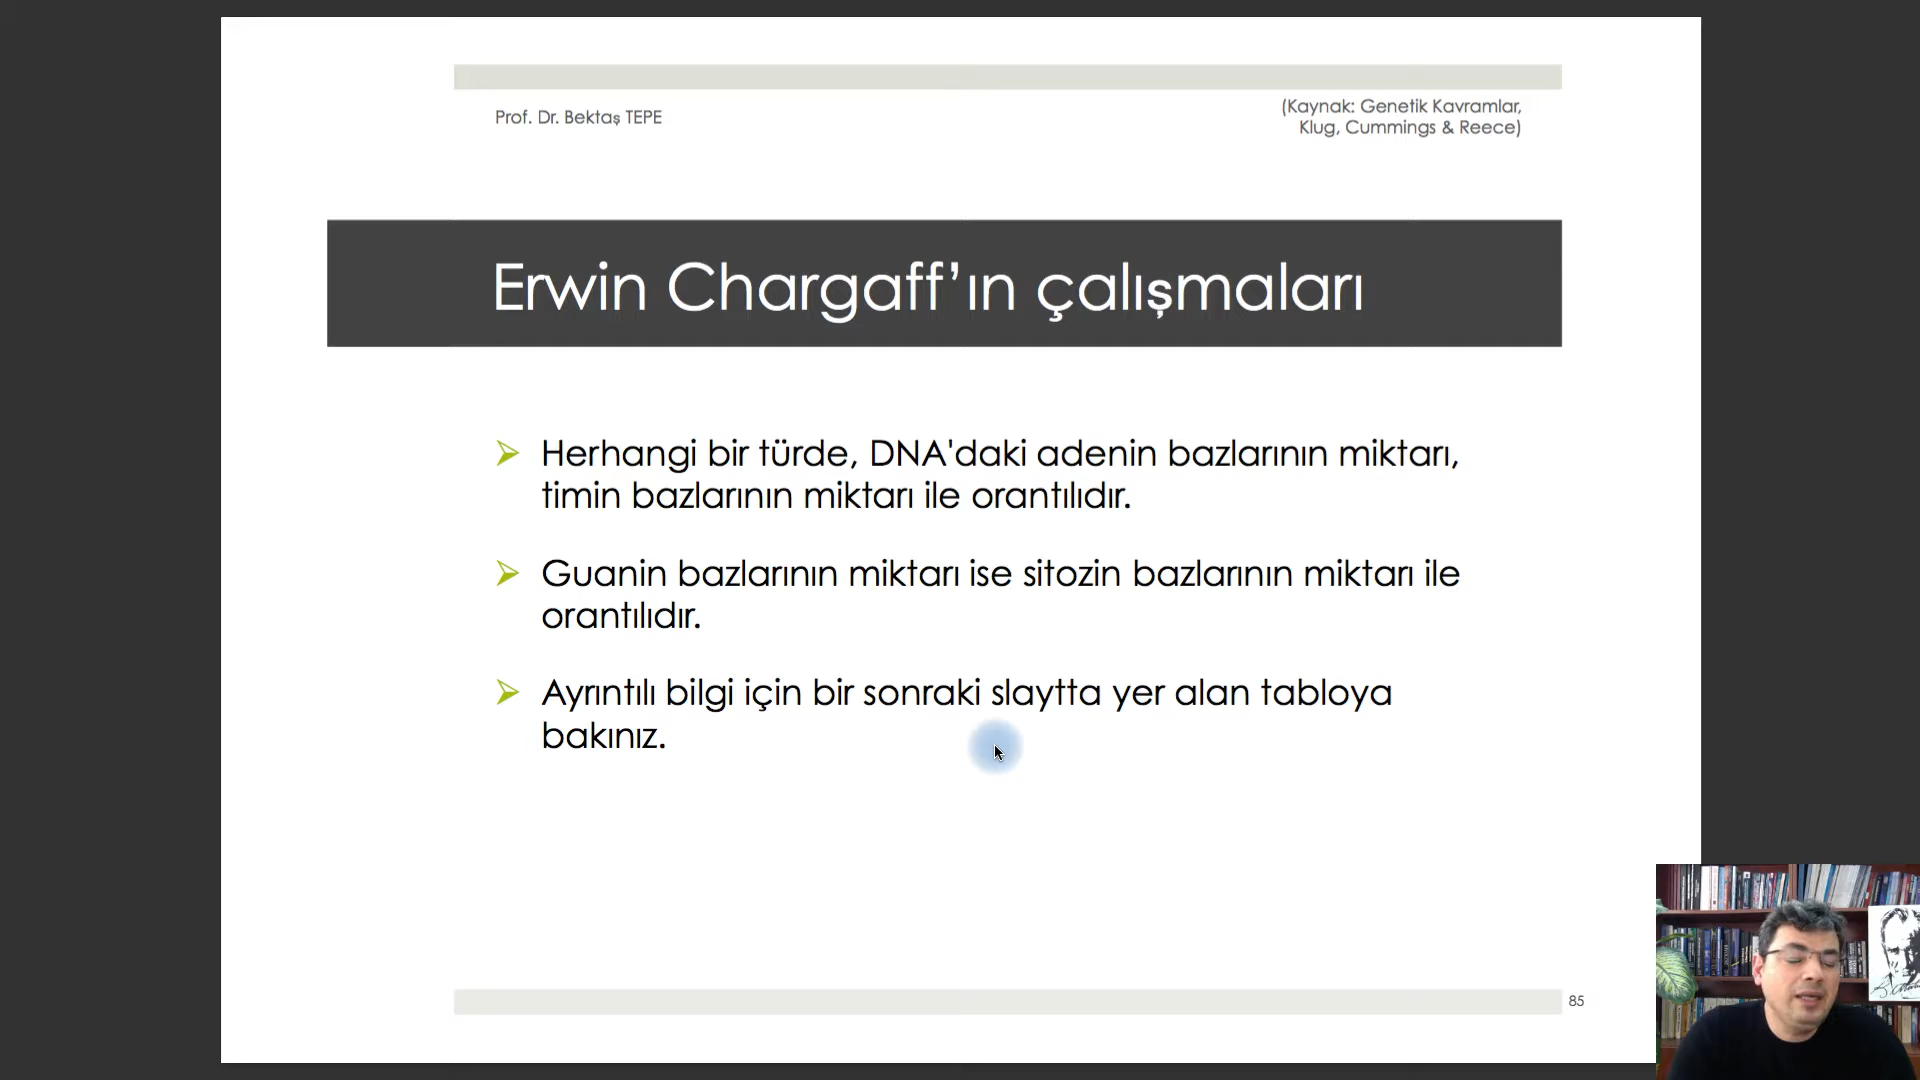 Prof. Dr. Bektaş TEPE
(Kaynak: Genetik Kavramlar,
Klug, Cummings & Reece)
Erwin Chargaff’ın çalışmaları
Herhangi bir türde, DNA'daki adenin bazlarının miktarı,
timin bazlarının miktarı ile orantılıdır.
Guanin bazlarının miktarı ise sitozin bazlarının miktarı ile
orantılıdır.
Ayrıntılı bilgi için bir sonraki slaytta yer alan tabloya
bakınız.
85